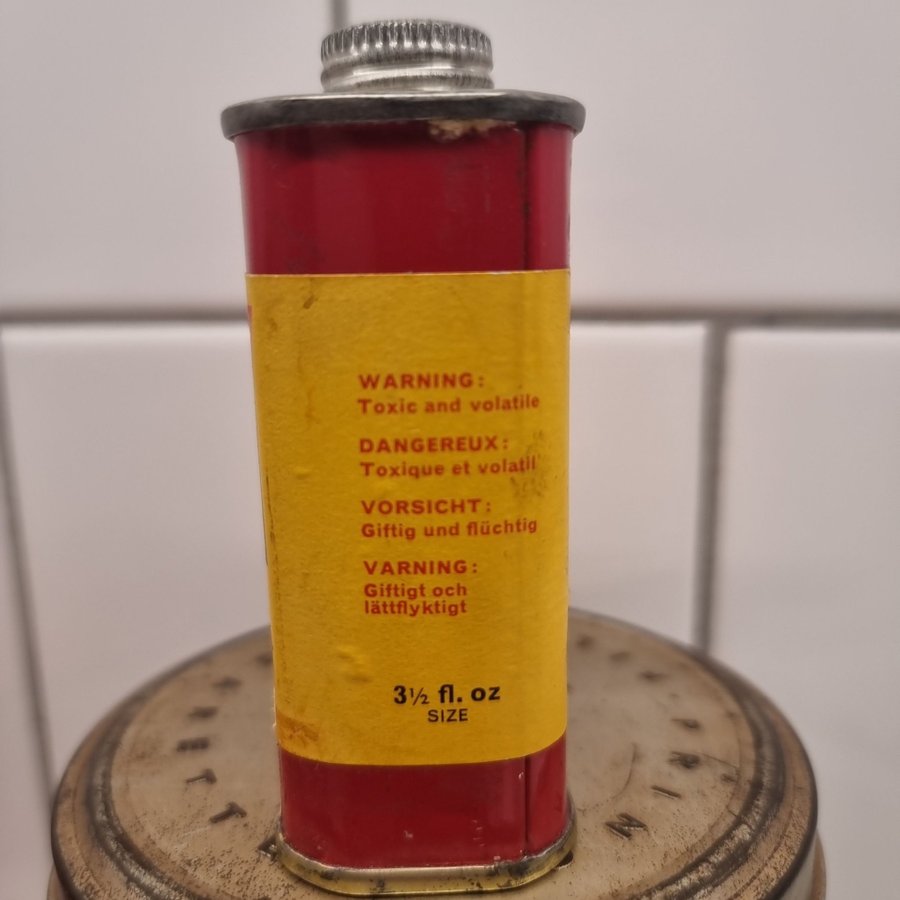 WARNING:
Toxic and volatile
DANGEREUX:
Toxique et volatil
VORSICHT:
Giftig und flüchtig
VARNING:
Giftigt och
lättflyktigt
3½ fl. oz
SIZE